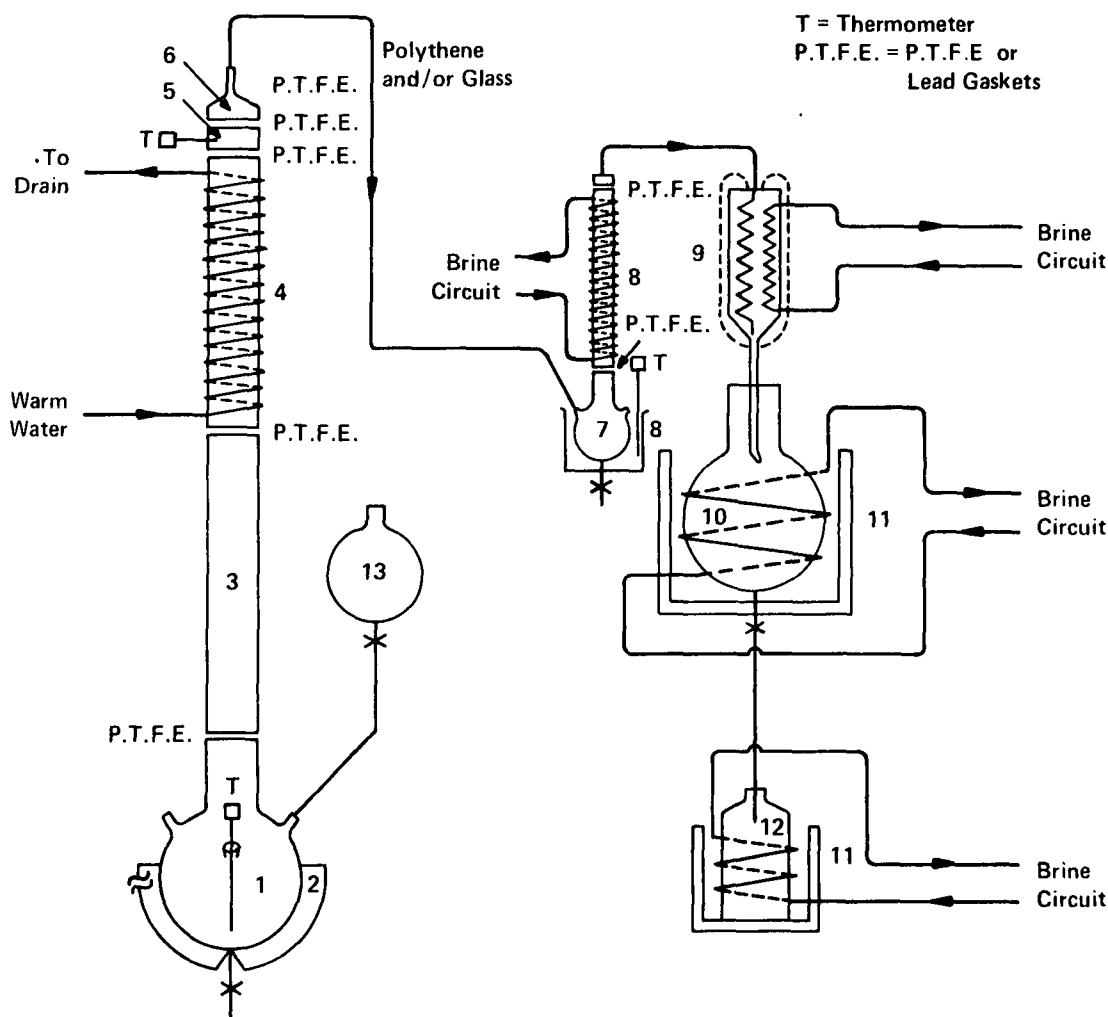 T = Thermometer
P.T.F.E. = P.T.F.E or
Lead Gaskets
Polythene
and/or Glass
6
P.T.F.E.
5
P.T.F.E.
T
P.T.F.E.
To
Drain
4
Warm
Water
P.T.F.E.
3
P.T.F.E.
T
1
2
13
P.T.F.E.
Brine
Circuit
8
P.T.F.E.
T
7
8
9
Brine
Circuit
10
11
Brine
Circuit
12
11
Brine
Circuit